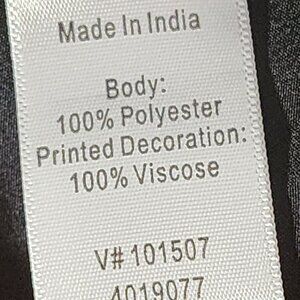 Made In India
Body:
100% Polyester
Printed Decoration:
100% Viscose
V# 101507
4019077